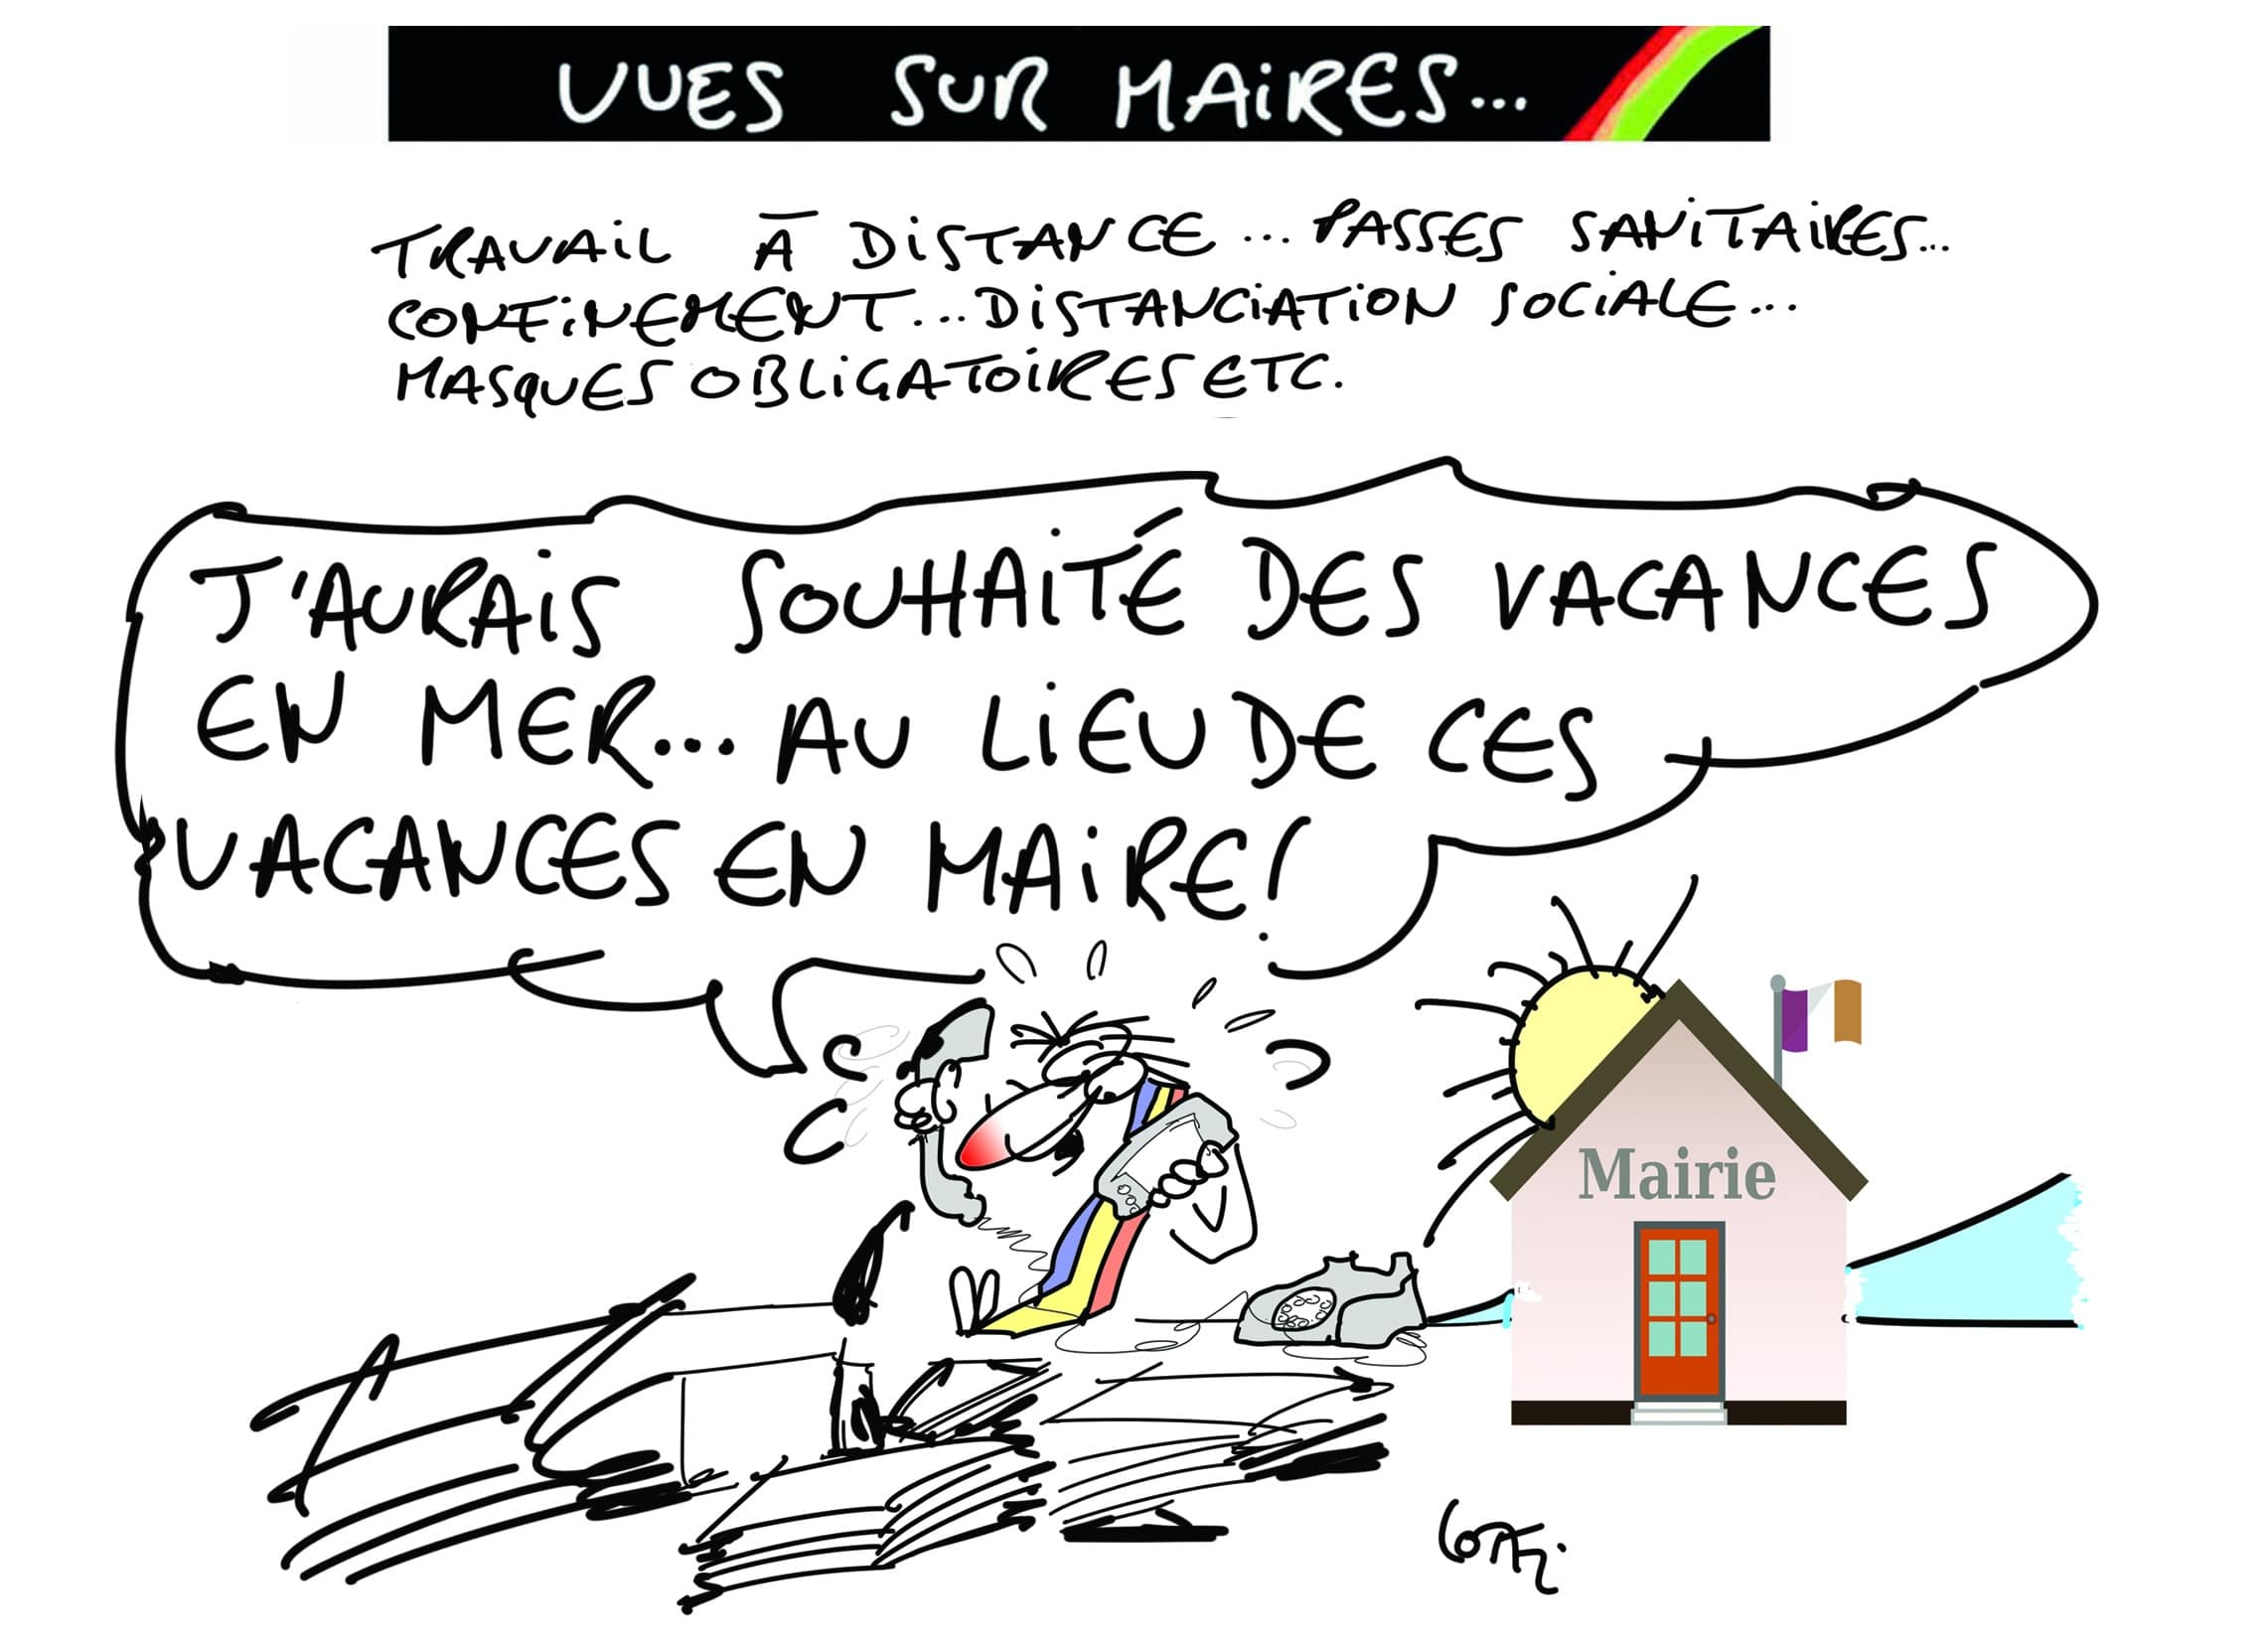 VUES SUR MAIRES...
TRAVAIL À DISTANCE... PASSES SANITAIRES...
CONFINEMENT... DISTANCIATION SOCIALE...
MASQUES OBLIGATOIRES ETC.
J'AURAIS SOUHAITÉ DES VACANCES
EN MER... AU LIEU DE CES
VACANCES EN MAIRE!
Mairie